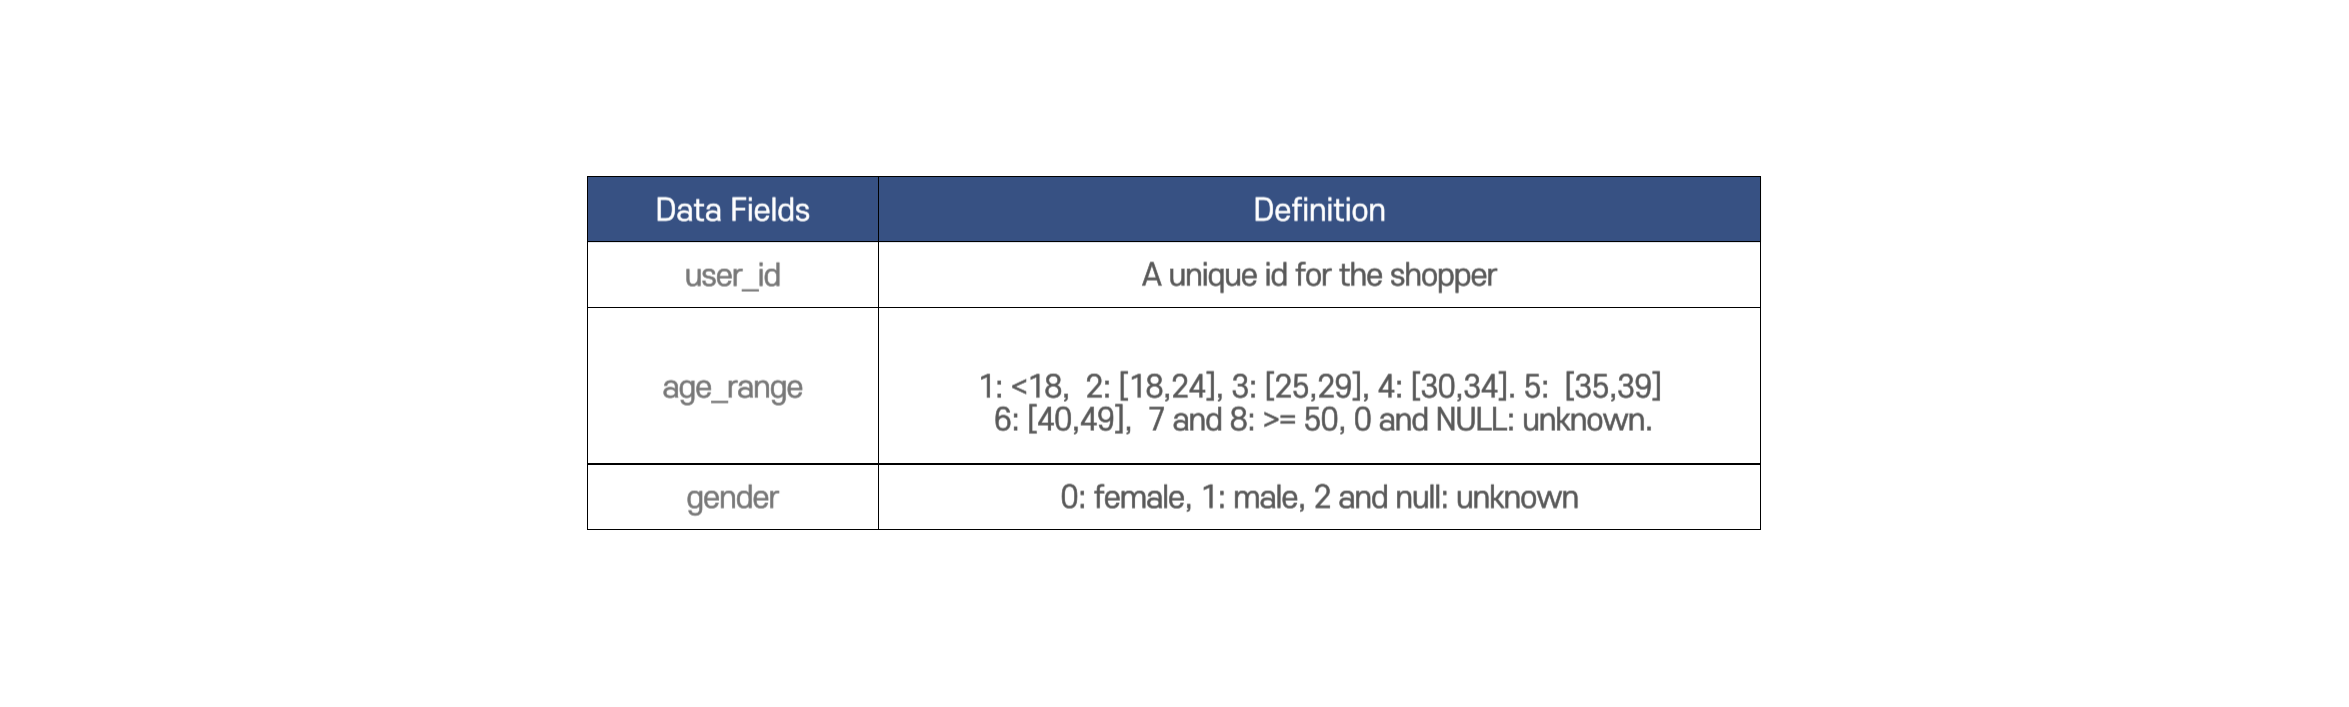 Data Fields
Definition
user_id
A unique id for the shopper
age_range
1: <18,  2: [18,24], 3: [25,29], 4: [30,34]. 5:  [35,39]
6: [40,49],  7 and 8: >= 50, 0 and NULL: unknown.
gender
0: female, 1: male, 2 and null: unknown